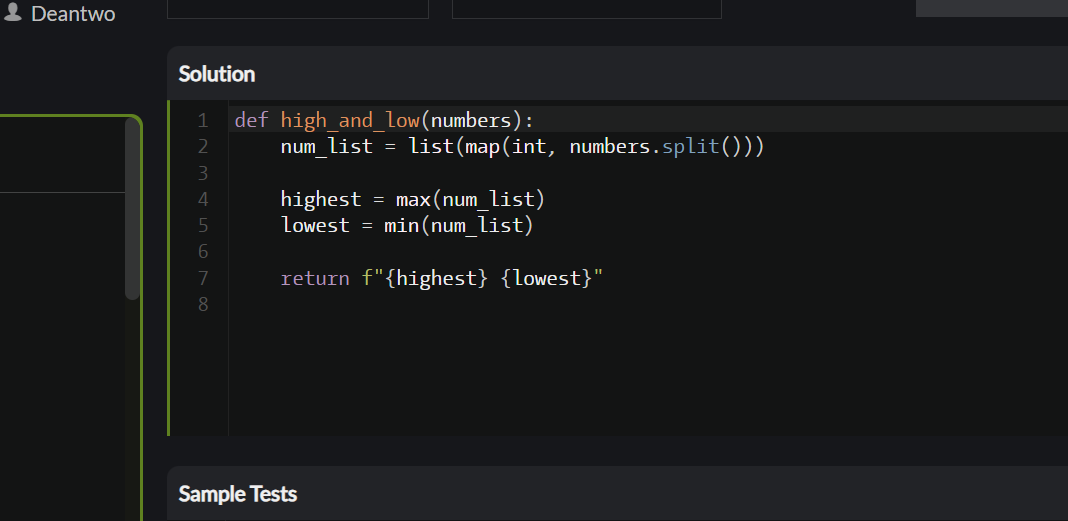 Deantwo
Solution
1 def high_and_low(numbers):
2     num_list = list(map(int, numbers.split()))
3
4     highest = max(num_list)
5     lowest = min(num_list)
6
7     return f"{highest} {lowest}"
8
Sample Tests